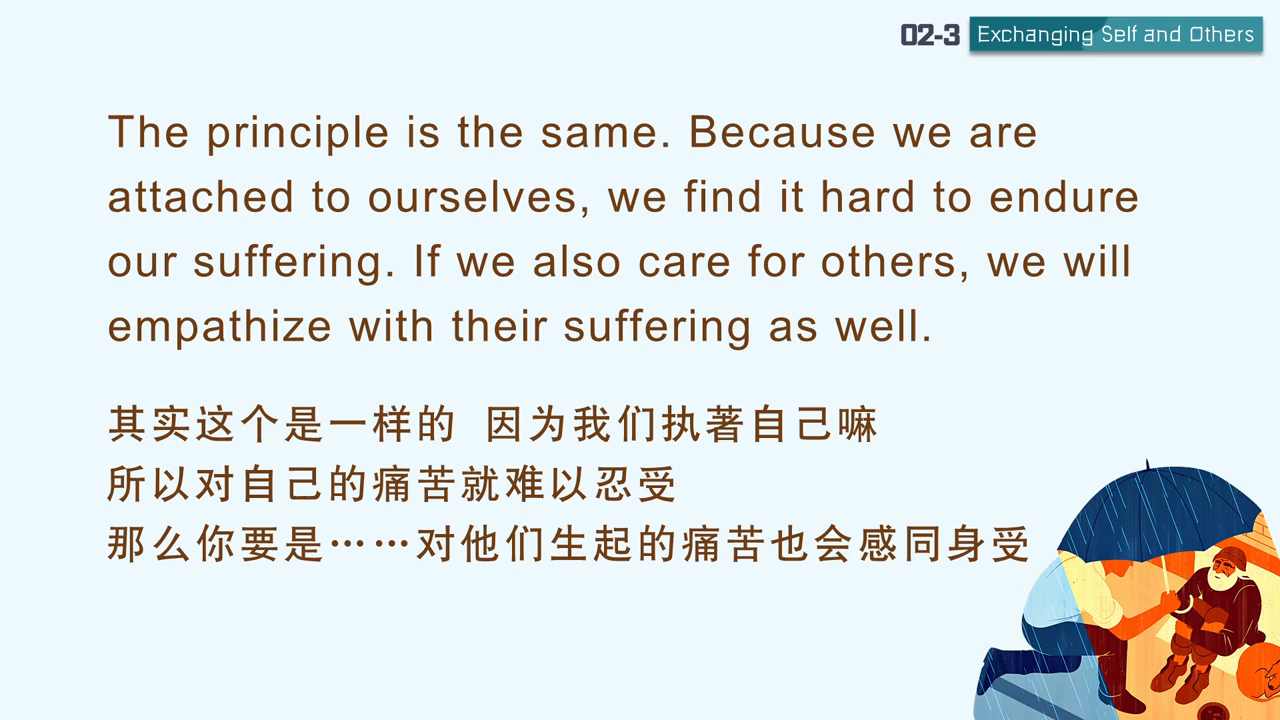 02-3 Exchanging Self and Others
The principle is the same. Because we are
attached to ourselves, we find it hard to endure
our suffering. If we also care for others, we will
empathize with their suffering as well.
其实这个是一样的 因为我们执著自己嘛
所以对自己的痛苦就难以忍受
那么你要是……对他们生起的痛苦也会感同身受